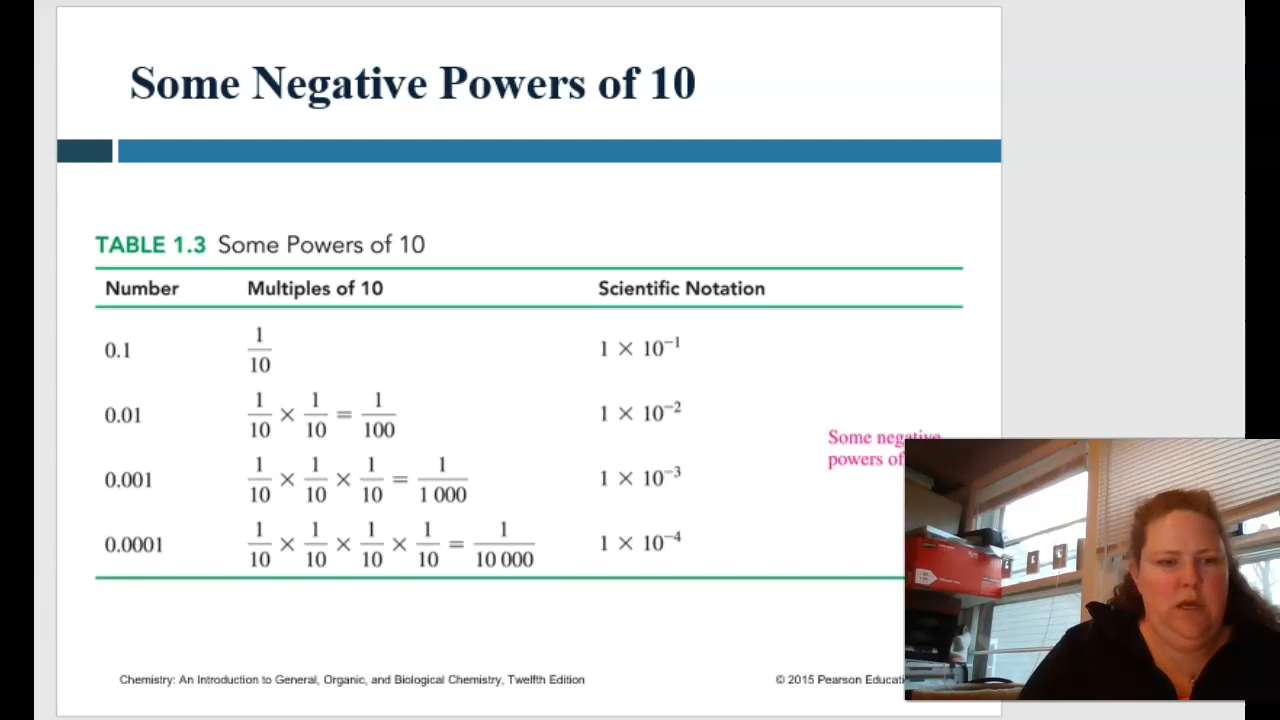 Some Negative Powers of 10
TABLE 1.3 Some Powers of 10
Number Multiples of 10 Scientific Notation
0.1 1/10 1 × 10⁻¹
0.01 1/10 × 1/10 = 1/100 1 × 10⁻²
0.001 1/10 × 1/10 × 1/10 = 1/1 000 1 × 10⁻³
0.0001 1/10 × 1/10 × 1/10 × 1/10 = 1/10 000 1 × 10⁻⁴
Some negative
powers of
Chemistry: An Introduction to General, Organic, and Biological Chemistry, Twelfth Edition
© 2015 Pearson